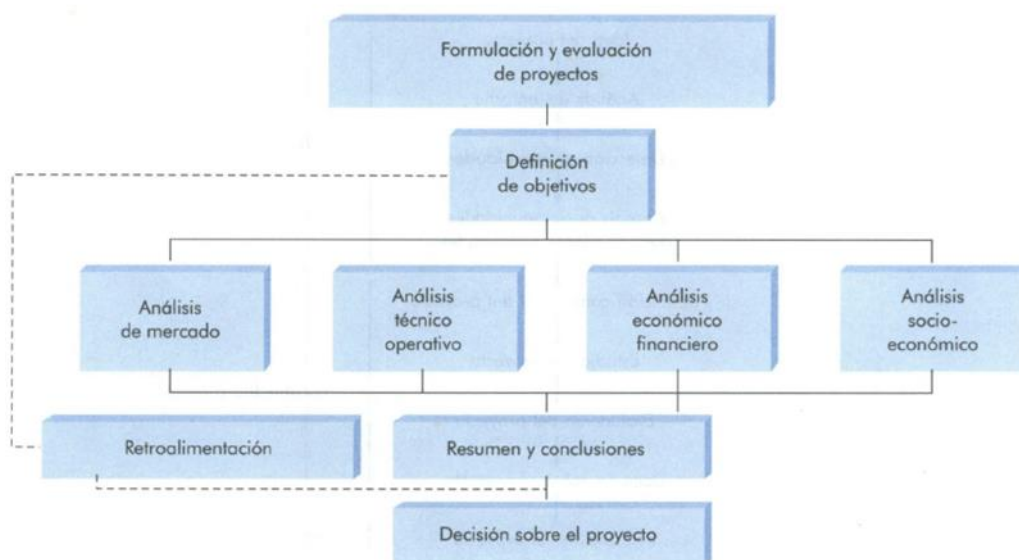 Formulación y evaluación
de proyectos
Definición
de objetivos
Análisis
de mercado
Análisis
técnico
operativo
Análisis
económico
financiero
Análisis
socio-
económico
Retroalimentación
Resumen y conclusiones
Decisión sobre el proyecto